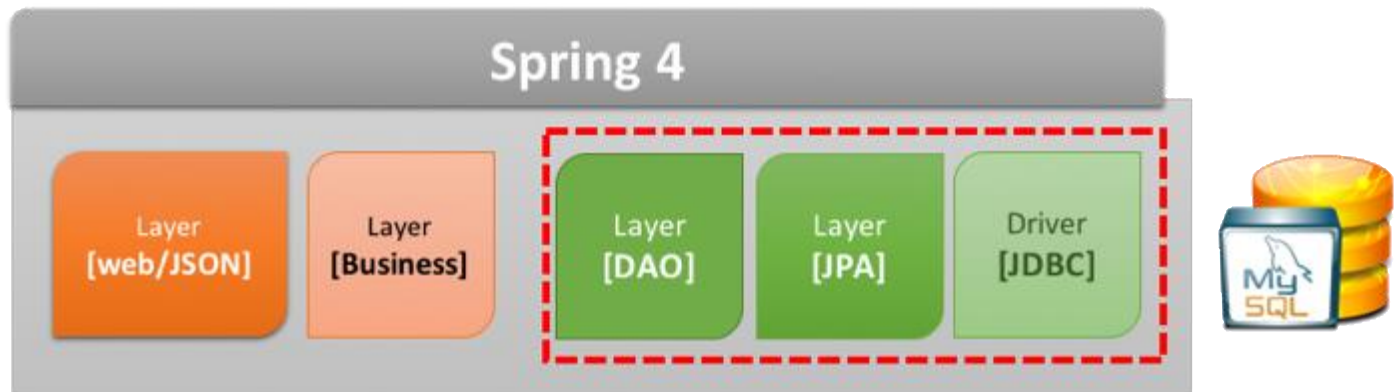 Spring 4
Layer
[web/JSON]
Layer
[Business]
Layer
[DAO]
Layer
[JPA]
Driver
[JDBC]
My
SQL